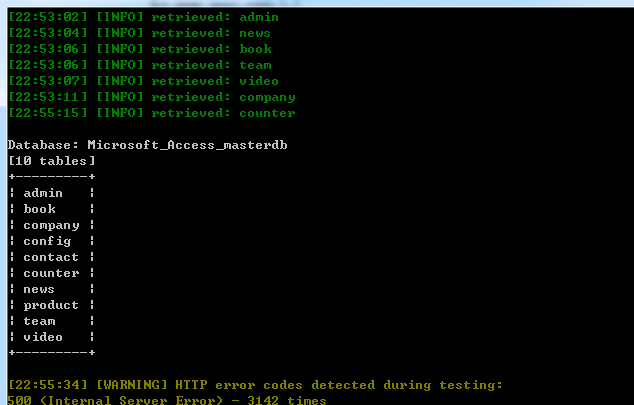 [22:53:02] [INFO] retrieved: admin
[22:53:04] [INFO] retrieved: news
[22:53:06] [INFO] retrieved: book
[22:53:06] [INFO] retrieved: team
[22:53:07] [INFO] retrieved: video
[22:53:11] [INFO] retrieved: company
[22:55:15] [INFO] retrieved: counter
Database: Microsoft_Access_masterdb
[10 tables]
+---------+
| admin   |
| book    |
| company |
| config  |
| contact |
| counter |
| news    |
| product |
| team    |
| video   |
+---------+
[22:55:34] [WARNING] HTTP error codes detected during testing:
500 (Internal Server Error) - 3142 times